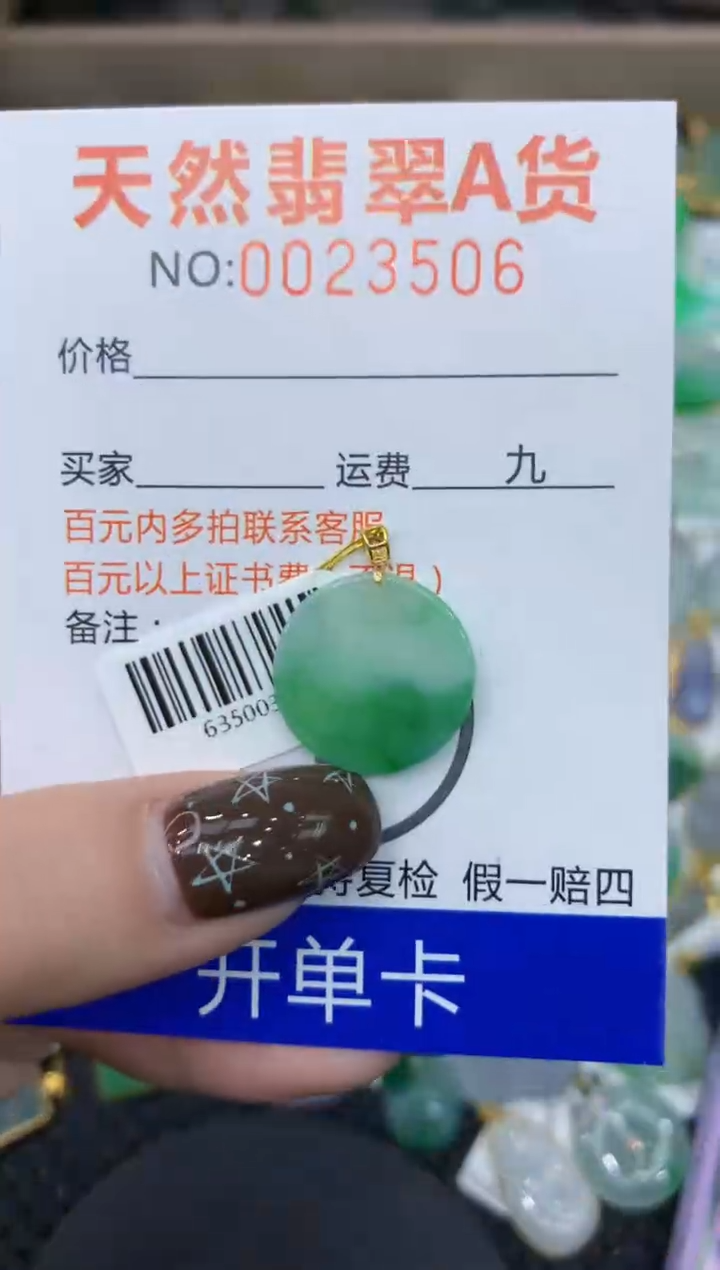 天然翡翠A货
NO:0023506
价格
买家 运费 九
百元内多拍联系客服
百元以上证书费 )
备注:
63500
复检 假一赔四
开单卡